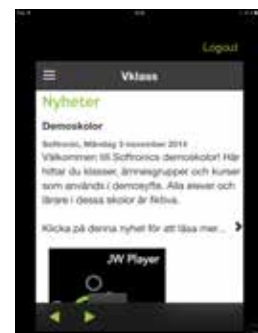 Logout
Vklass
Nyheter
Demoskolor
Softronic, Måndag 3 november 2014
Välkommen till Softronics demoskolor! Här
hittar du klasser, ämnesgrupper och kurser
som används i demosyfte. Alla elever och
lärare i dessa skolor är fiktiva.
Klicka på denna nyhet för att läsa mer...
JW Player